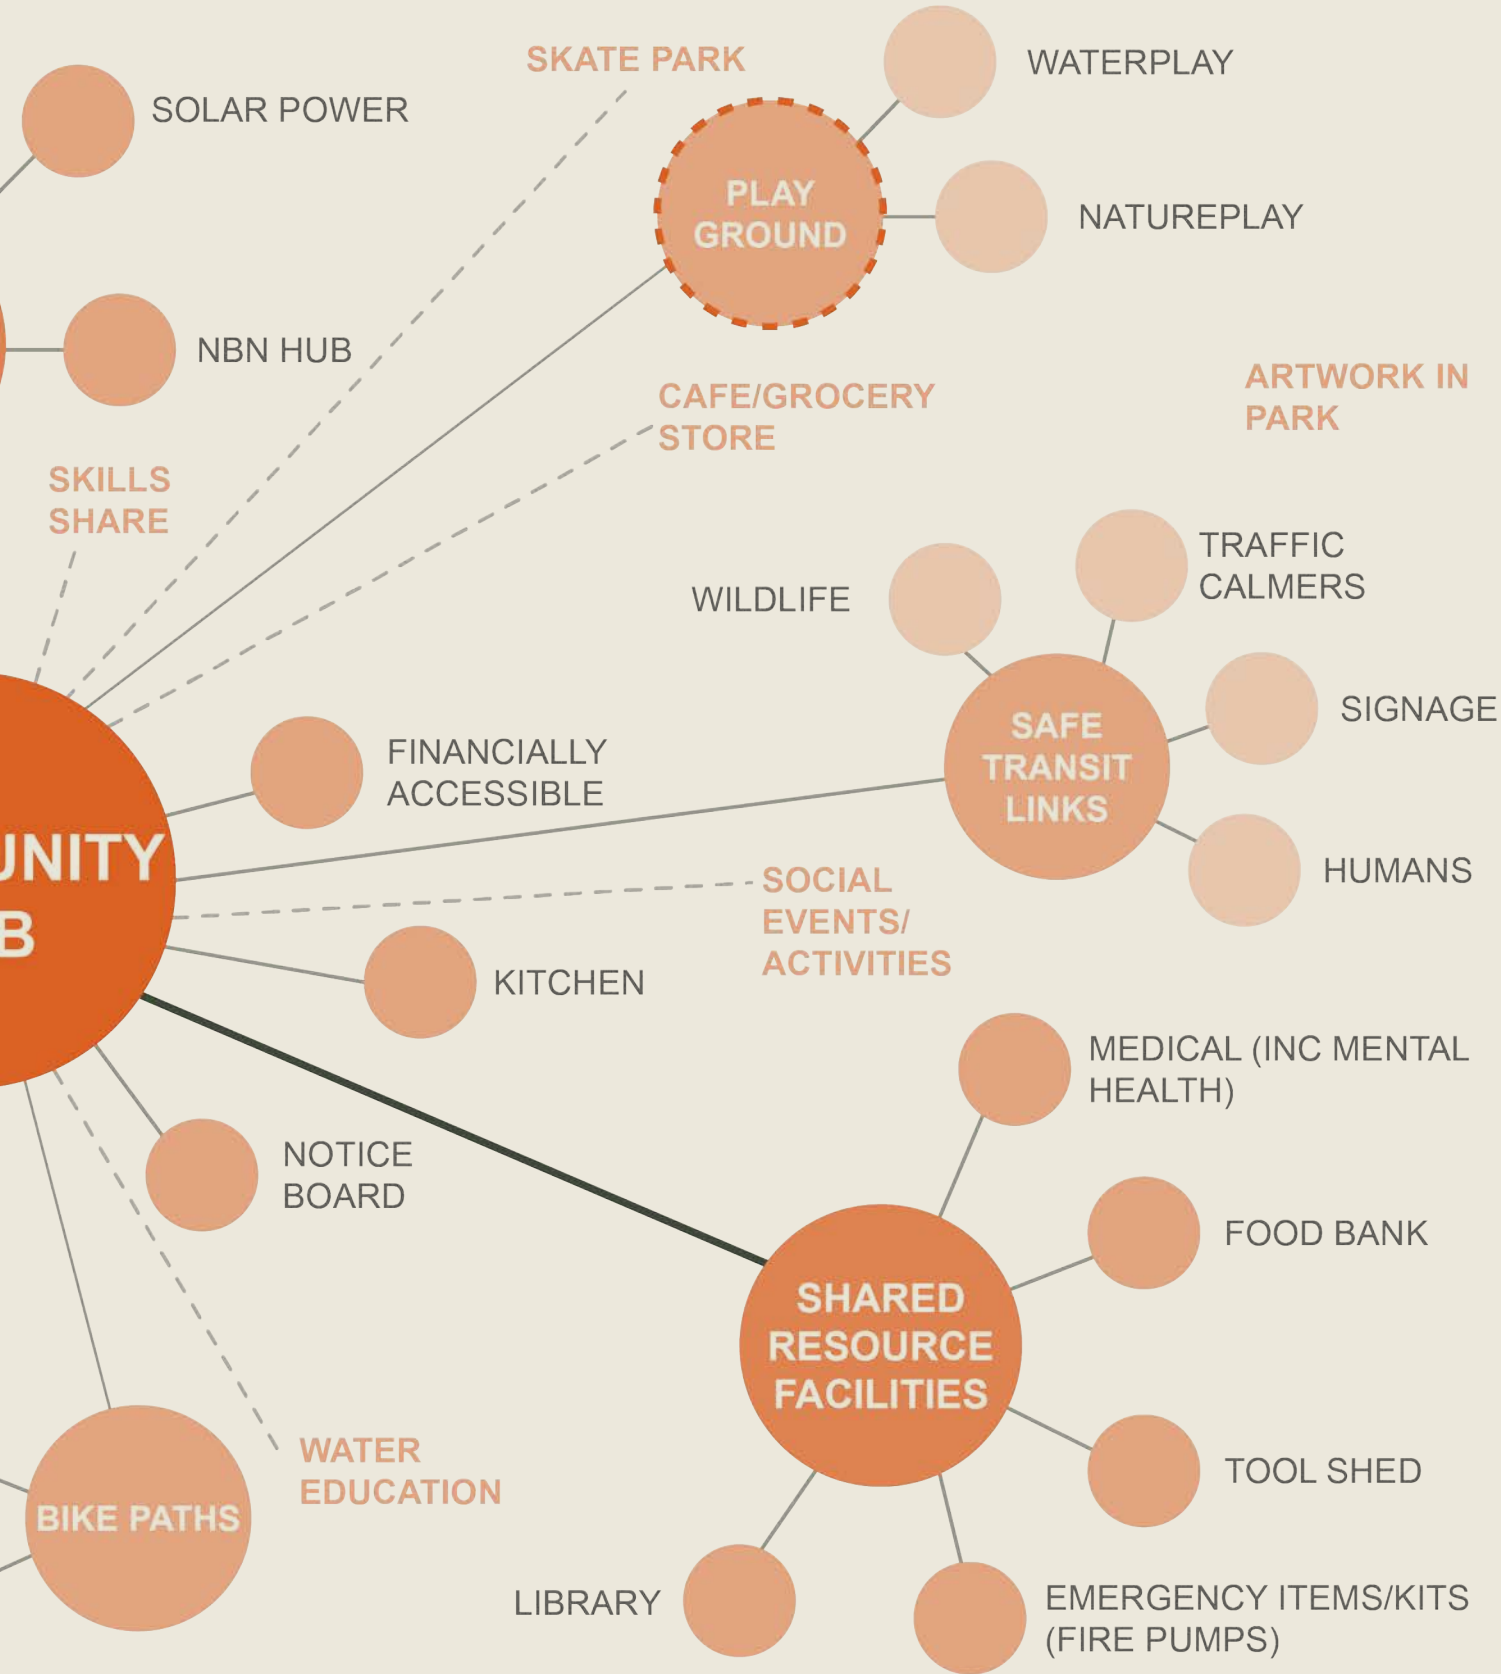 SKATE PARK
WATERPLAY
SOLAR POWER
PLAY
GROUND
NATUREPLAY
NBN HUB
CAFE/GROCERY
STORE
ARTWORK IN
PARK
SKILLS
SHARE
TRAFFIC
CALMERS
WILDLIFE
SIGNAGE
SAFE
TRANSIT
LINKS
FINANCIALLY
ACCESSIBLE
UNITY
B
HUMANS
SOCIAL
EVENTS/
ACTIVITIES
KITCHEN
MEDICAL (INC MENTAL
HEALTH)
NOTICE
BOARD
FOOD BANK
SHARED
RESOURCE
FACILITIES
WATER
EDUCATION
TOOL SHED
BIKE PATHS
LIBRARY
EMERGENCY ITEMS/KITS
(FIRE PUMPS)